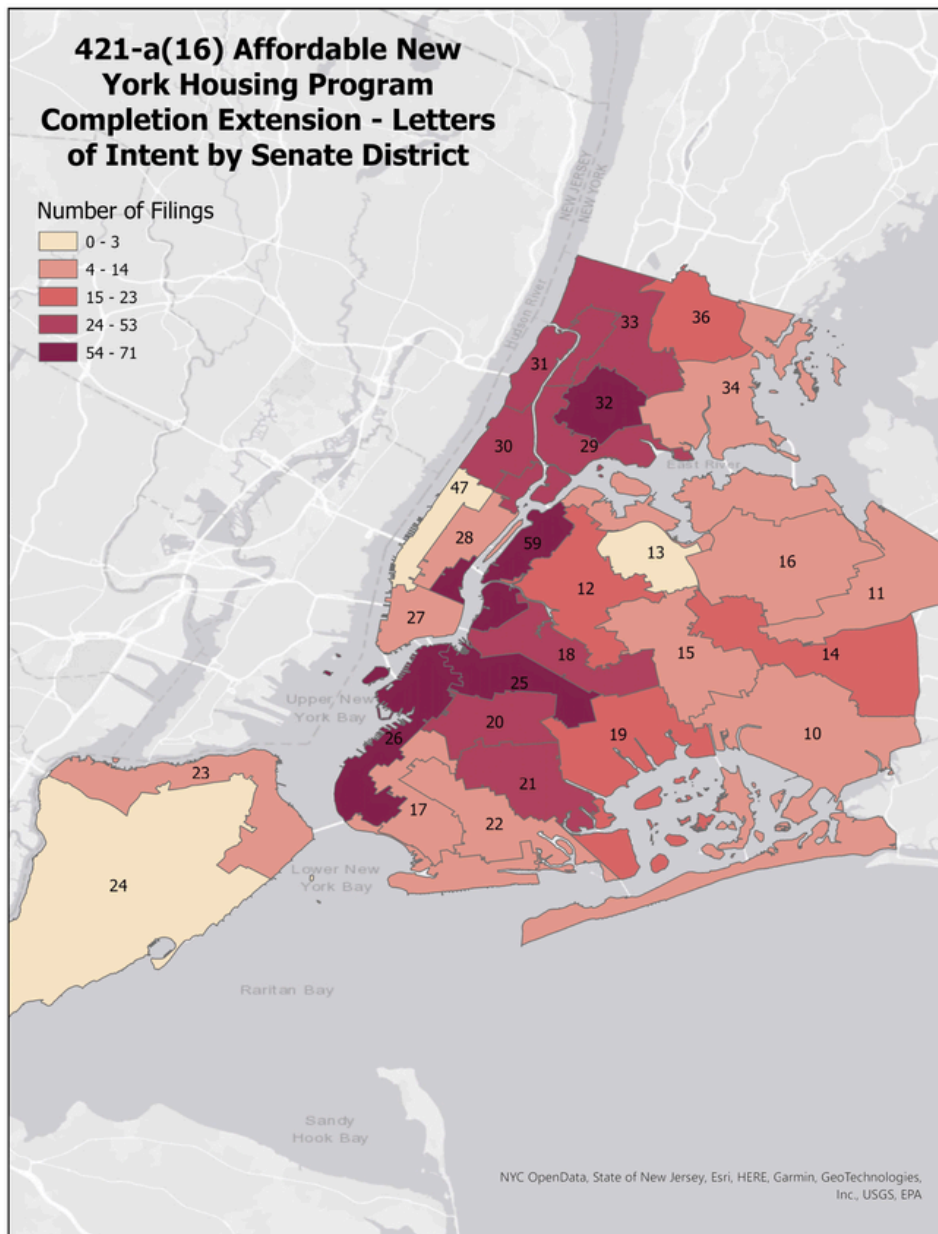 421-a(16) Affordable New
York Housing Program
Completion Extension - Letters
of Intent by Senate District
Number of Filings
0 - 3
4 - 14
15 - 23
24 - 53
54 - 71
NEW JERSEY
NEW YORK
Hudson River
33
36
31
34
32
30
29
East River
47
28
59
13
16
12
11
27
18
15
14
25
Upper New
York Bay
20
26
19
10
23
21
17
22
Lower New
York Bay
24
Raritan Bay
Sandy
Hook Bay
NYC OpenData, State of New Jersey, Esri, HERE, Garmin, GeoTechnologies,
Inc., USGS, EPA